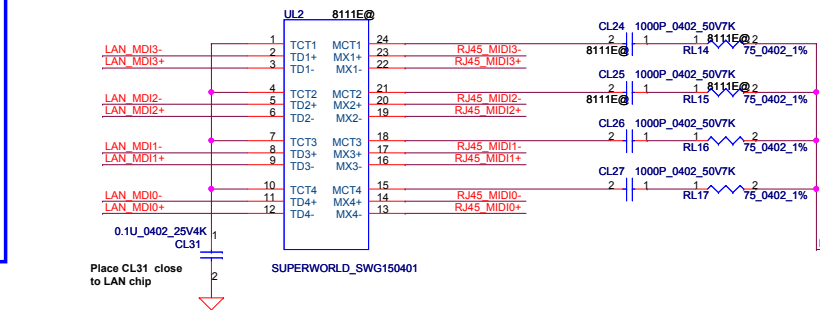 UL2 8111E@
CL24 1000P_0402_50V7K
1 TCT1 MCT1 24
2 1 1 8111E@ 2
LAN_MDI3- 2 TD1+ MX1+ 23 RJ45_MIDI3-
8111E@ RL14 75_0402_1%
LAN_MDI3+ 3 TD1- MX1- 22 RJ45_MIDI3+
CL25 1000P_0402_50V7K
4 TCT2 MCT2 21
2 1 1 8111E@ 2
LAN_MDI2- 5 TD2+ MX2+ 20 RJ45_MIDI2-
8111E@ RL15 75_0402_1%
LAN_MDI2+ 6 TD2- MX2- 19 RJ45_MIDI2+
CL26 1000P_0402_50V7K
7 TCT3 MCT3 18
2 1 1 2
LAN_MDI1- 8 TD3+ MX3+ 17 RJ45_MIDI1-
RL16 75_0402_1%
LAN_MDI1+ 9 TD3- MX3- 16 RJ45_MIDI1+
CL27 1000P_0402_50V7K
10 TCT4 MCT4 15
2 1 1 2
LAN_MDI0- 11 TD4+ MX4+ 14 RJ45_MIDI0-
RL17 75_0402_1%
LAN_MDI0+ 12 TD4- MX4- 13 RJ45_MIDI0+
0.1U_0402_25V4K 1
CL31
Place CL31 close
to LAN chip
2
SUPERWORLD_SWG150401